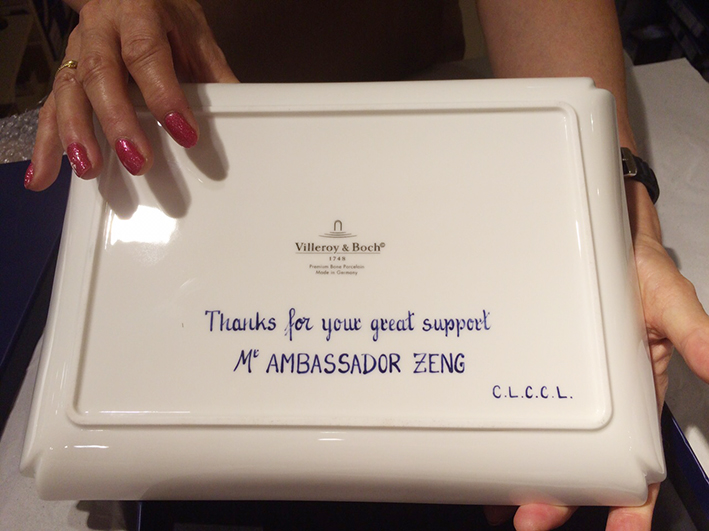 Villeroy & Boch©
1748
Premium Bone Porcelain
Made in Germany
Thanks for your great support
Mr AMBASSADOR ZENG
C.L.C.C.L.